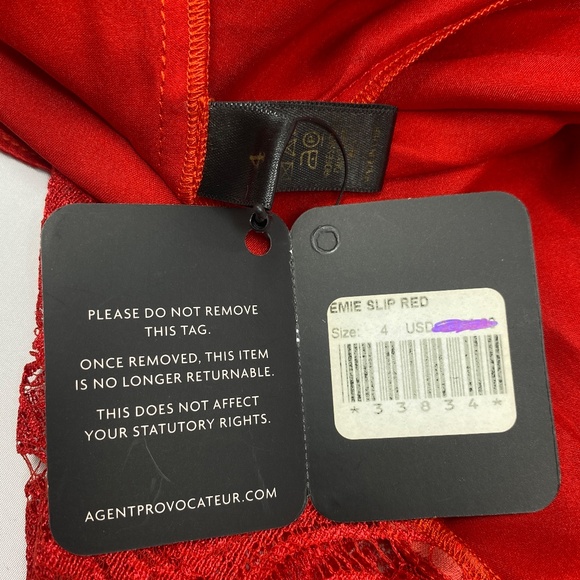 4
PLEASE DO NOT REMOVE
THIS TAG.
ONCE REMOVED, THIS ITEM
IS NO LONGER RETURNABLE.
THIS DOES NOT AFFECT
YOUR STATUTORY RIGHTS.
AGENTPROVOCATEUR.COM
EMIE SLIP RED
Size: 4 USD
*33834*